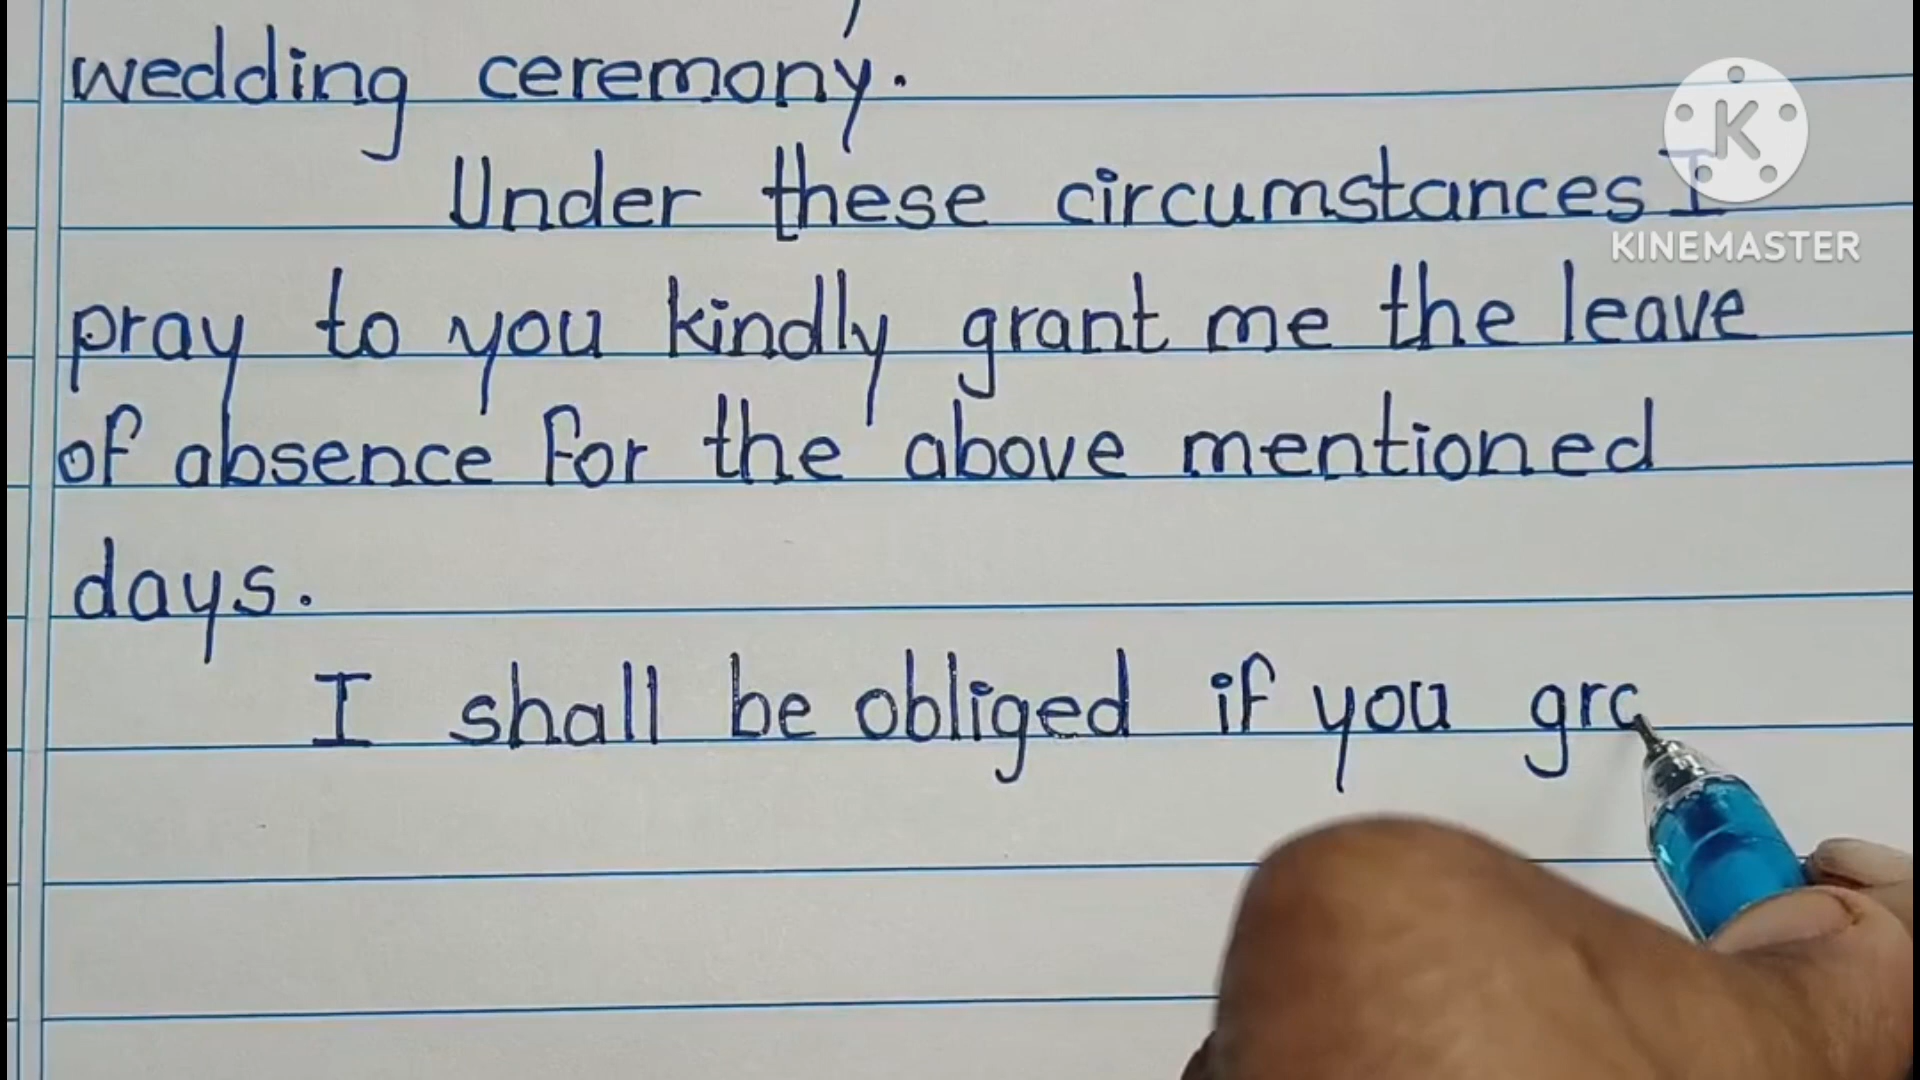 wedding ceremony.
Under these circumstances I
pray to you kindly grant me the leave
of absence for the above mentioned
days.
I shall be obliged if you gra
K
KINEMASTER